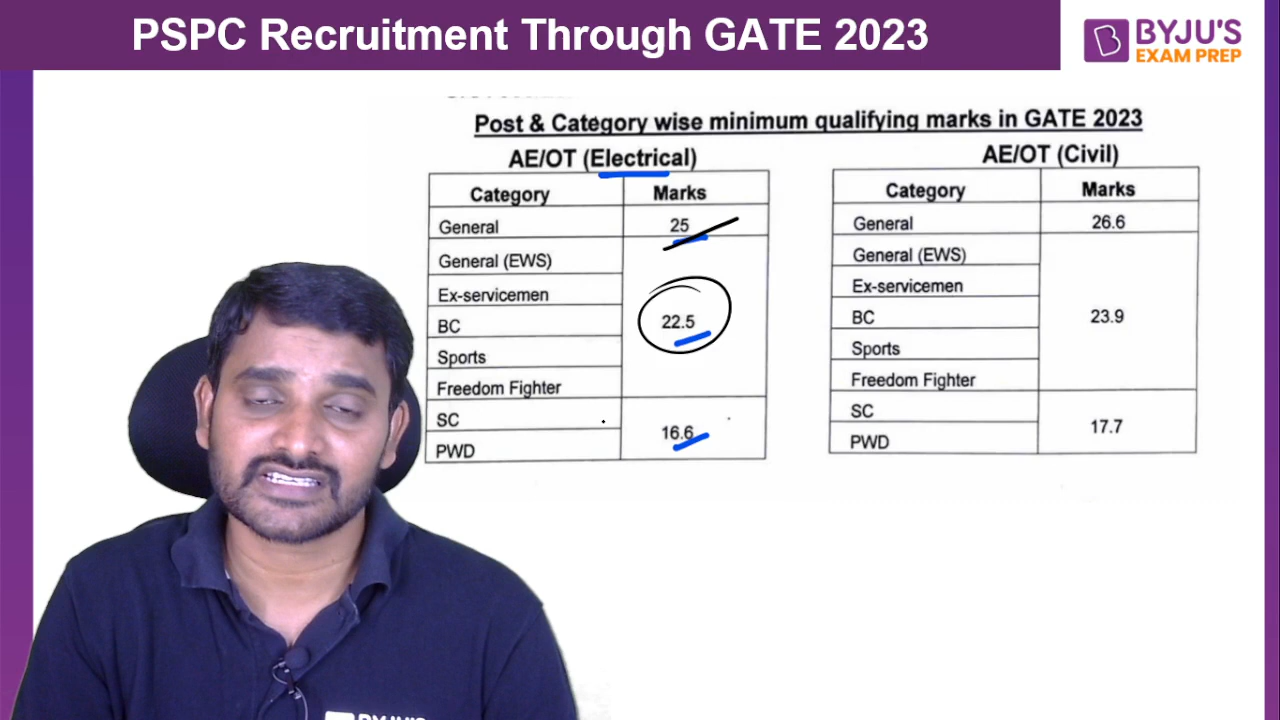 PSPC Recruitment Through GATE 2023
BYJU'S
EXAM PREP
Post & Category wise minimum qualifying marks in GATE 2023
AE/OT (Electrical)
Category Marks
General 25
General (EWS)
Ex-servicemen
BC 22.5
Sports
Freedom Fighter
SC 16.6
PWD
AE/OT (Civil)
Category Marks
General 26.6
General (EWS)
Ex-servicemen
BC 23.9
Sports
Freedom Fighter
SC 17.7
PWD
BYJU'S